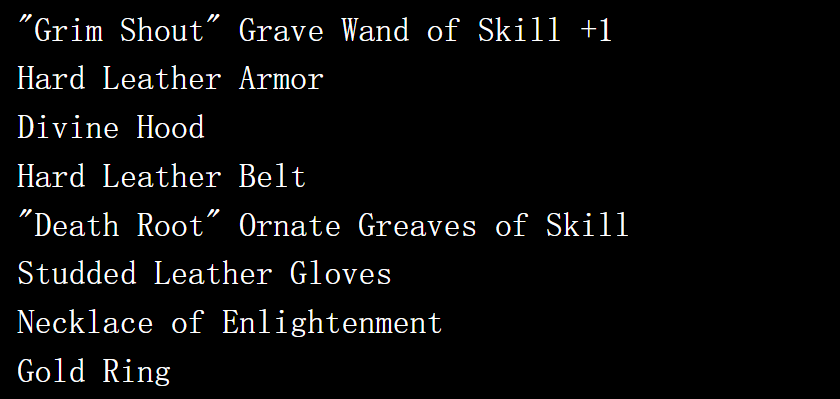 "Grim Shout" Grave Wand of Skill +1
Hard Leather Armor
Divine Hood
Hard Leather Belt
"Death Root" Ornate Greaves of Skill
Studded Leather Gloves
Necklace of Enlightenment
Gold Ring